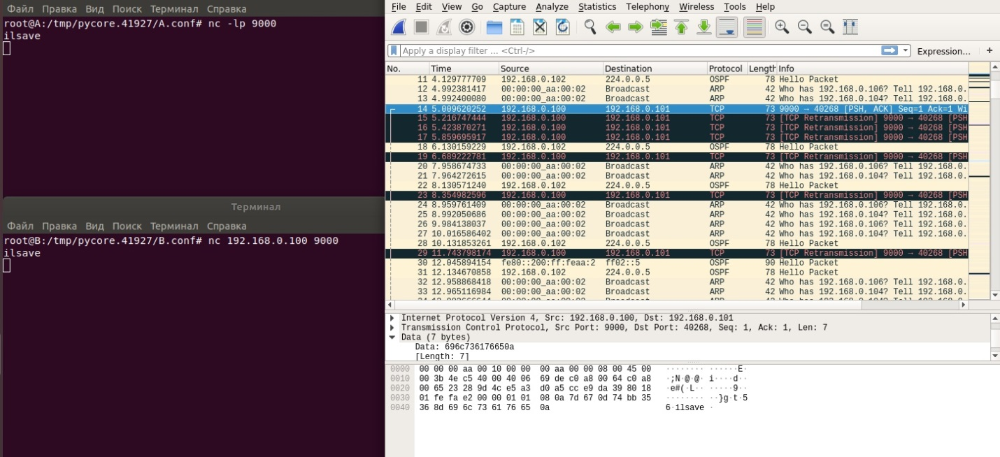 Файл Правка Вид Поиск Терминал Справка
root@A:/tmp/pycore.41927/A.conf# nc -lp 9000
ilsave
Терминал
Файл Правка Вид Поиск Терминал Справка
root@B:/tmp/pycore.41927/B.conf# nc 192.168.0.100 9000
ilsave
File Edit View Go Capture Analyze Statistics Telephony Wireless Tools Help
Apply a display filter ... <Ctrl-/> Expression... +
No. Time Source Destination Protocol Length Info
11 4.129777709 192.168.0.102 224.0.0.5 OSPF 78 Hello Packet
12 4.992381417 00:00:00_aa:00:02 Broadcast ARP 42 Who has 192.168.0.106? Tell 192.168.0.
13 4.992400080 00:00:00_aa:00:02 Broadcast ARP 42 Who has 192.168.0.104? Tell 192.168.0.
14 5.009620252 192.168.0.100 192.168.0.101 TCP 73 9000 → 40268 [PSH, ACK] Seq=1 Ack=1 Wi
15 5.216747444 192.168.0.100 192.168.0.101 TCP 73 [TCP Retransmission] 9000 → 40268 [PSH
16 5.423870271 192.168.0.100 192.168.0.101 TCP 73 [TCP Retransmission] 9000 → 40268 [PSH
17 5.859695917 192.168.0.100 192.168.0.101 TCP 73 [TCP Retransmission] 9000 → 40268 [PSH
18 6.130159229 192.168.0.102 224.0.0.5 OSPF 78 Hello Packet
19 6.689222781 192.168.0.100 192.168.0.101 TCP 73 [TCP Retransmission] 9000 → 40268 [PSH
20 7.958674733 00:00:00_aa:00:02 Broadcast ARP 42 Who has 192.168.0.106? Tell 192.168.0.
21 7.964272615 00:00:00_aa:00:02 Broadcast ARP 42 Who has 192.168.0.104? Tell 192.168.0.
22 8.130571240 192.168.0.102 224.0.0.5 OSPF 78 Hello Packet
23 8.354982596 192.168.0.100 192.168.0.101 TCP 73 [TCP Retransmission] 9000 → 40268 [PSH
24 8.959761409 00:00:00_aa:00:02 Broadcast ARP 42 Who has 192.168.0.106? Tell 192.168.0.
25 8.992050686 00:00:00_aa:00:02 Broadcast ARP 42 Who has 192.168.0.104? Tell 192.168.0.
26 9.984138037 00:00:00_aa:00:02 Broadcast ARP 42 Who has 192.168.0.106? Tell 192.168.0.
27 10.016586402 00:00:00_aa:00:02 Broadcast ARP 42 Who has 192.168.0.104? Tell 192.168.0.
28 10.131853261 192.168.0.102 224.0.0.5 OSPF 78 Hello Packet
29 11.743798174 192.168.0.100 192.168.0.101 TCP 73 [TCP Retransmission] 9000 → 40268 [PSH
30 12.045894154 fe80::200:ff:feaa:2 ff02::5 OSPF 90 Hello Packet
31 12.134670858 192.168.0.102 224.0.0.5 OSPF 78 Hello Packet
32 12.958868418 00:00:00_aa:00:02 Broadcast ARP 42 Who has 192.168.0.106? Tell 192.168.0.
33 12.965116984 00:00:00_aa:00:02 Broadcast ARP 42 Who has 192.168.0.104? Tell 192.168.0.
Internet Protocol Version 4, Src: 192.168.0.100, Dst: 192.168.0.101
Transmission Control Protocol, Src Port: 9000, Dst Port: 40268, Seq: 1, Ack: 1, Len: 7
Data (7 bytes)
Data: 696c736176650a
[Length: 7]
0000 00 00 00 aa 00 10 00 00 00 aa 00 00 08 00 45 00 ········ ······E·
0010 00 3b 4e c5 40 00 40 06 69 de c0 a8 00 64 c0 a8 ·;N·@·@· i····d··
0020 00 65 23 28 9d 4c e5 a3 d0 a5 cc e9 da 39 80 18 ·e#(·L·· ·····9··
0030 01 fe fa e2 00 00 01 01 08 0a 7d 67 0d 74 bb 35 ········ ··}g·t·5
0040 36 8d 69 6c 73 61 76 65 0a 6·ilsave ·